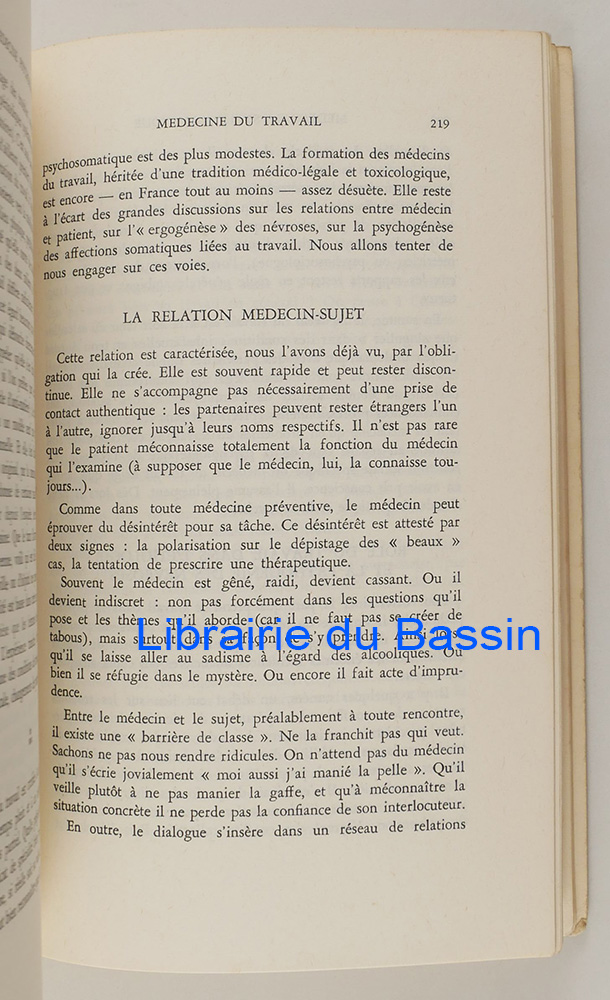 MEDECINE DU TRAVAIL 219
psychosomatique est des plus modestes. La formation des médecins
du travail, héritée d'une tradition médico-légale et toxicologique,
est encore — en France tout au moins — assez désuète. Elle reste
à l'écart des grandes discussions sur les relations entre médecin
et patient, sur l'« ergogénèse » des névroses, sur la psychogénèse
des affections somatiques liées au travail. Nous allons tenter de
nous engager sur ces voies.
LA RELATION MEDECIN-SUJET
Cette relation est caractérisée, nous l'avons déjà vu, par l'obli-
gation qui la crée. Elle est souvent rapide et peut rester discon-
tinue. Elle ne s'accompagne pas nécessairement d'une prise de
contact authentique : les partenaires peuvent rester étrangers l'un
à l'autre, ignorer jusqu'à leurs noms respectifs. Il n'est pas rare
que le patient méconnaisse totalement la fonction du médecin
qui l'examine (à supposer que le médecin, lui, la connaisse tou-
jours...).
Comme dans toute médecine préventive, le médecin peut
éprouver du désintérêt pour sa tâche. Ce désintérêt est attesté par
deux signes : la polarisation sur le dépistage des « beaux »
cas, la tentation de prescrire une thérapeutique.
Souvent le médecin est gêné, raidi, devient cassant. Ou il
devient indiscret : non pas forcément dans les questions qu'il
pose et les thèmes qu'il aborde (car il ne faut pas se créer de
tabous), mais surtout dans sa façon de s'y prendre. Ainsi lors-
qu'il se laisse aller au sadisme à l'égard des alcooliques. Ou
bien il se réfugie dans le mystère. Ou encore il fait acte d'impru-
dence.
Entre le médecin et le sujet, préalablement à toute rencontre,
il existe une « barrière de classe ». Ne la franchit pas qui veut.
Sachons ne pas nous rendre ridicules. On n'attend pas du médecin
qu'il s'écrie jovialement « moi aussi j'ai manié la pelle ». Qu'il
veille plutôt à ne pas manier la gaffe, et qu'à méconnaître la
situation concrète il ne perde pas la confiance de son interlocuteur.
En outre, le dialogue s'insère dans un réseau de relations
Librairie du Bassin